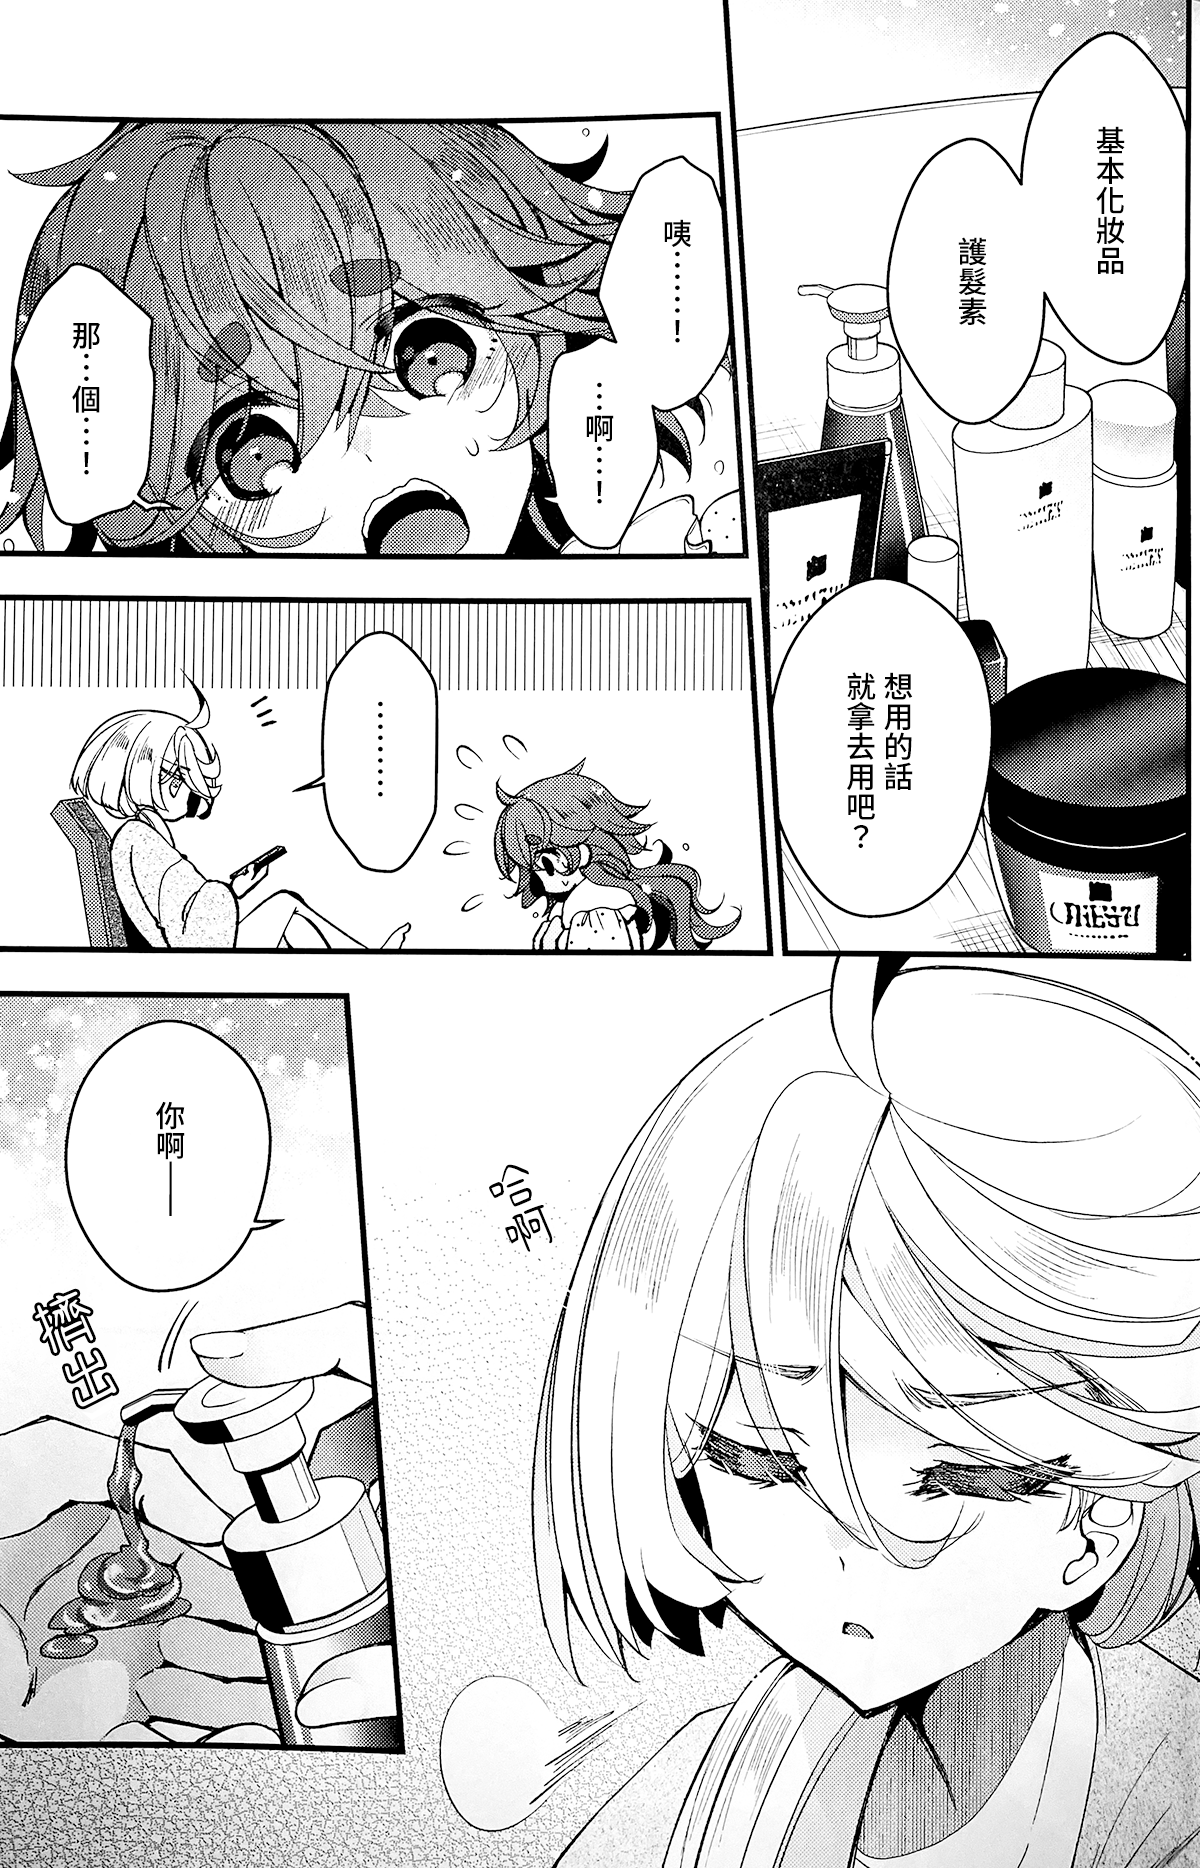 基本化妝品
護髮素
想用的話
就拿去用吧？
咦……！
…啊…！
那…個…！
………
哈啊
你啊——
擠出